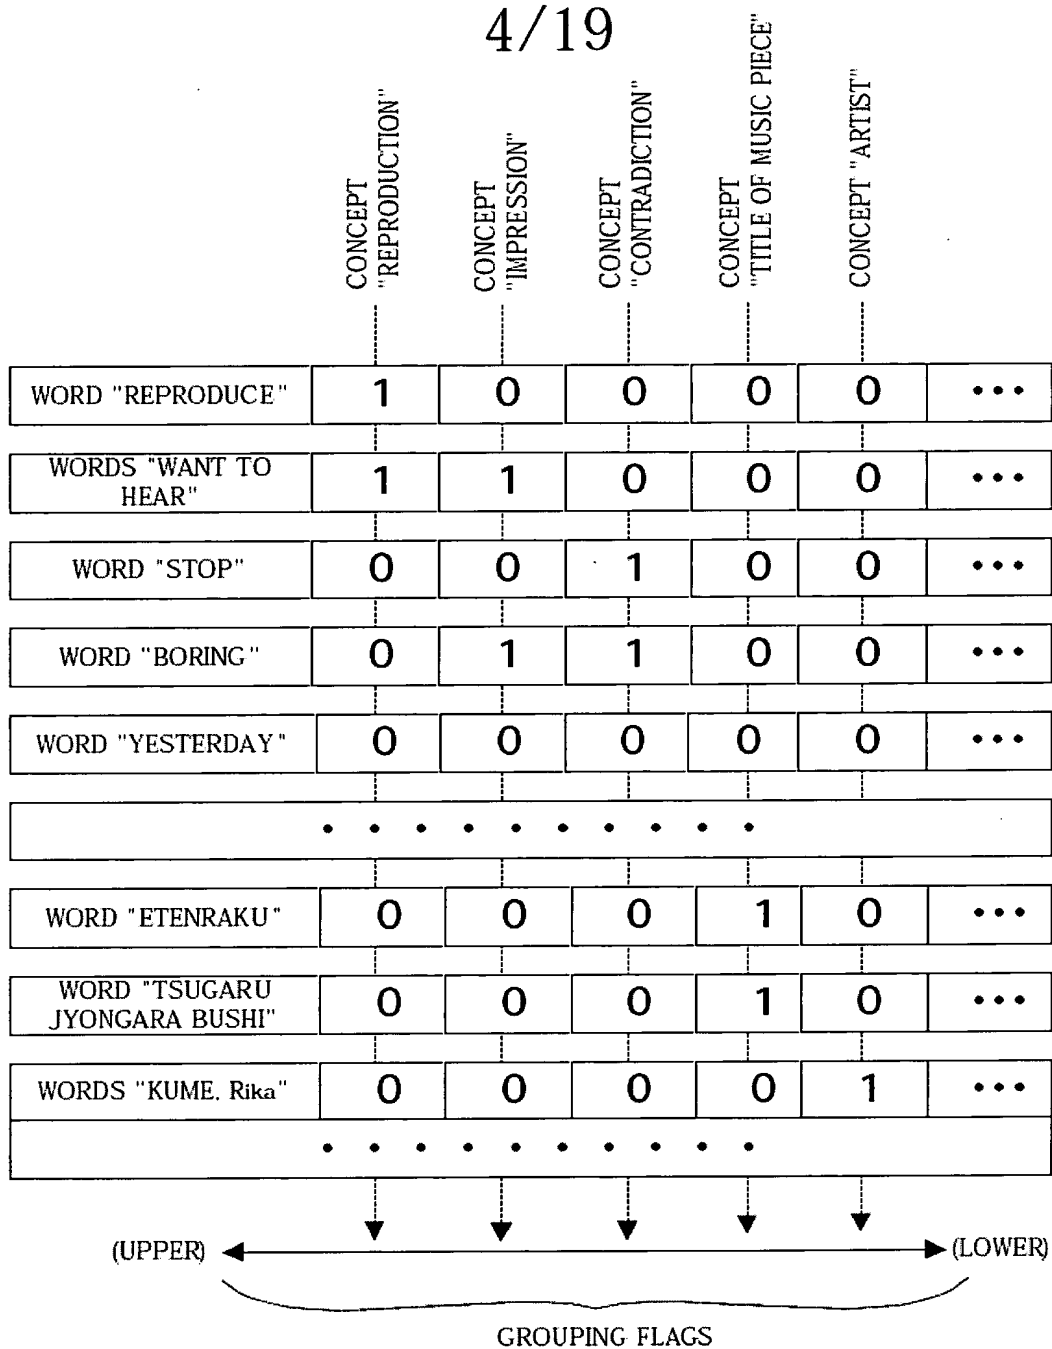 4/19
CONCEPT
"REPRODUCTION"
CONCEPT
"IMPRESSION"
CONCEPT
"CONTRADICTION"
CONCEPT
"TITLE OF MUSIC PIECE"
CONCEPT "ARTIST"
WORD "REPRODUCE" 1 0 0 0 0 •••
WORDS "WANT TO
HEAR" 1 1 0 0 0 •••
WORD "STOP" 0 0 1 0 0 •••
WORD "BORING" 0 1 1 0 0 •••
WORD "YESTERDAY" 0 0 0 0 0 •••
• • • • • • • • • •
WORD "ETENRAKU" 0 0 0 1 0 •••
WORD "TSUGARU
JYONGARA BUSHI" 0 0 0 1 0 •••
WORDS "KUME, Rika" 0 0 0 0 1 •••
• • • • • • • • • •
(UPPER) (LOWER)
GROUPING FLAGS